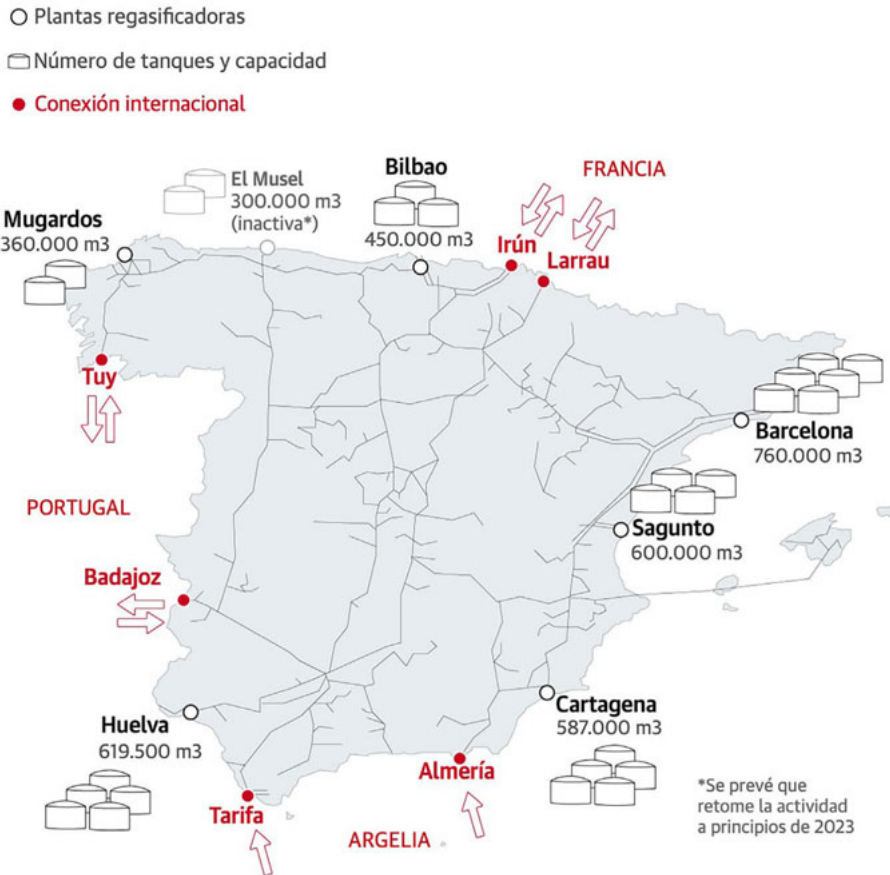 Plantas regasificadoras
Número de tanques y capacidad
Conexión internacional
El Musel
300.000 m3
(inactiva*)
Bilbao
450.000 m3
FRANCIA
Mugardos
360.000 m3
Irún
Larrau
Tuy
Barcelona
760.000 m3
PORTUGAL
Sagunto
600.000 m3
Badajoz
Huelva
619.500 m3
Cartagena
587.000 m3
Almería
Tarifa
ARGELIA
*Se prevé que
retome la actividad
a principios de 2023